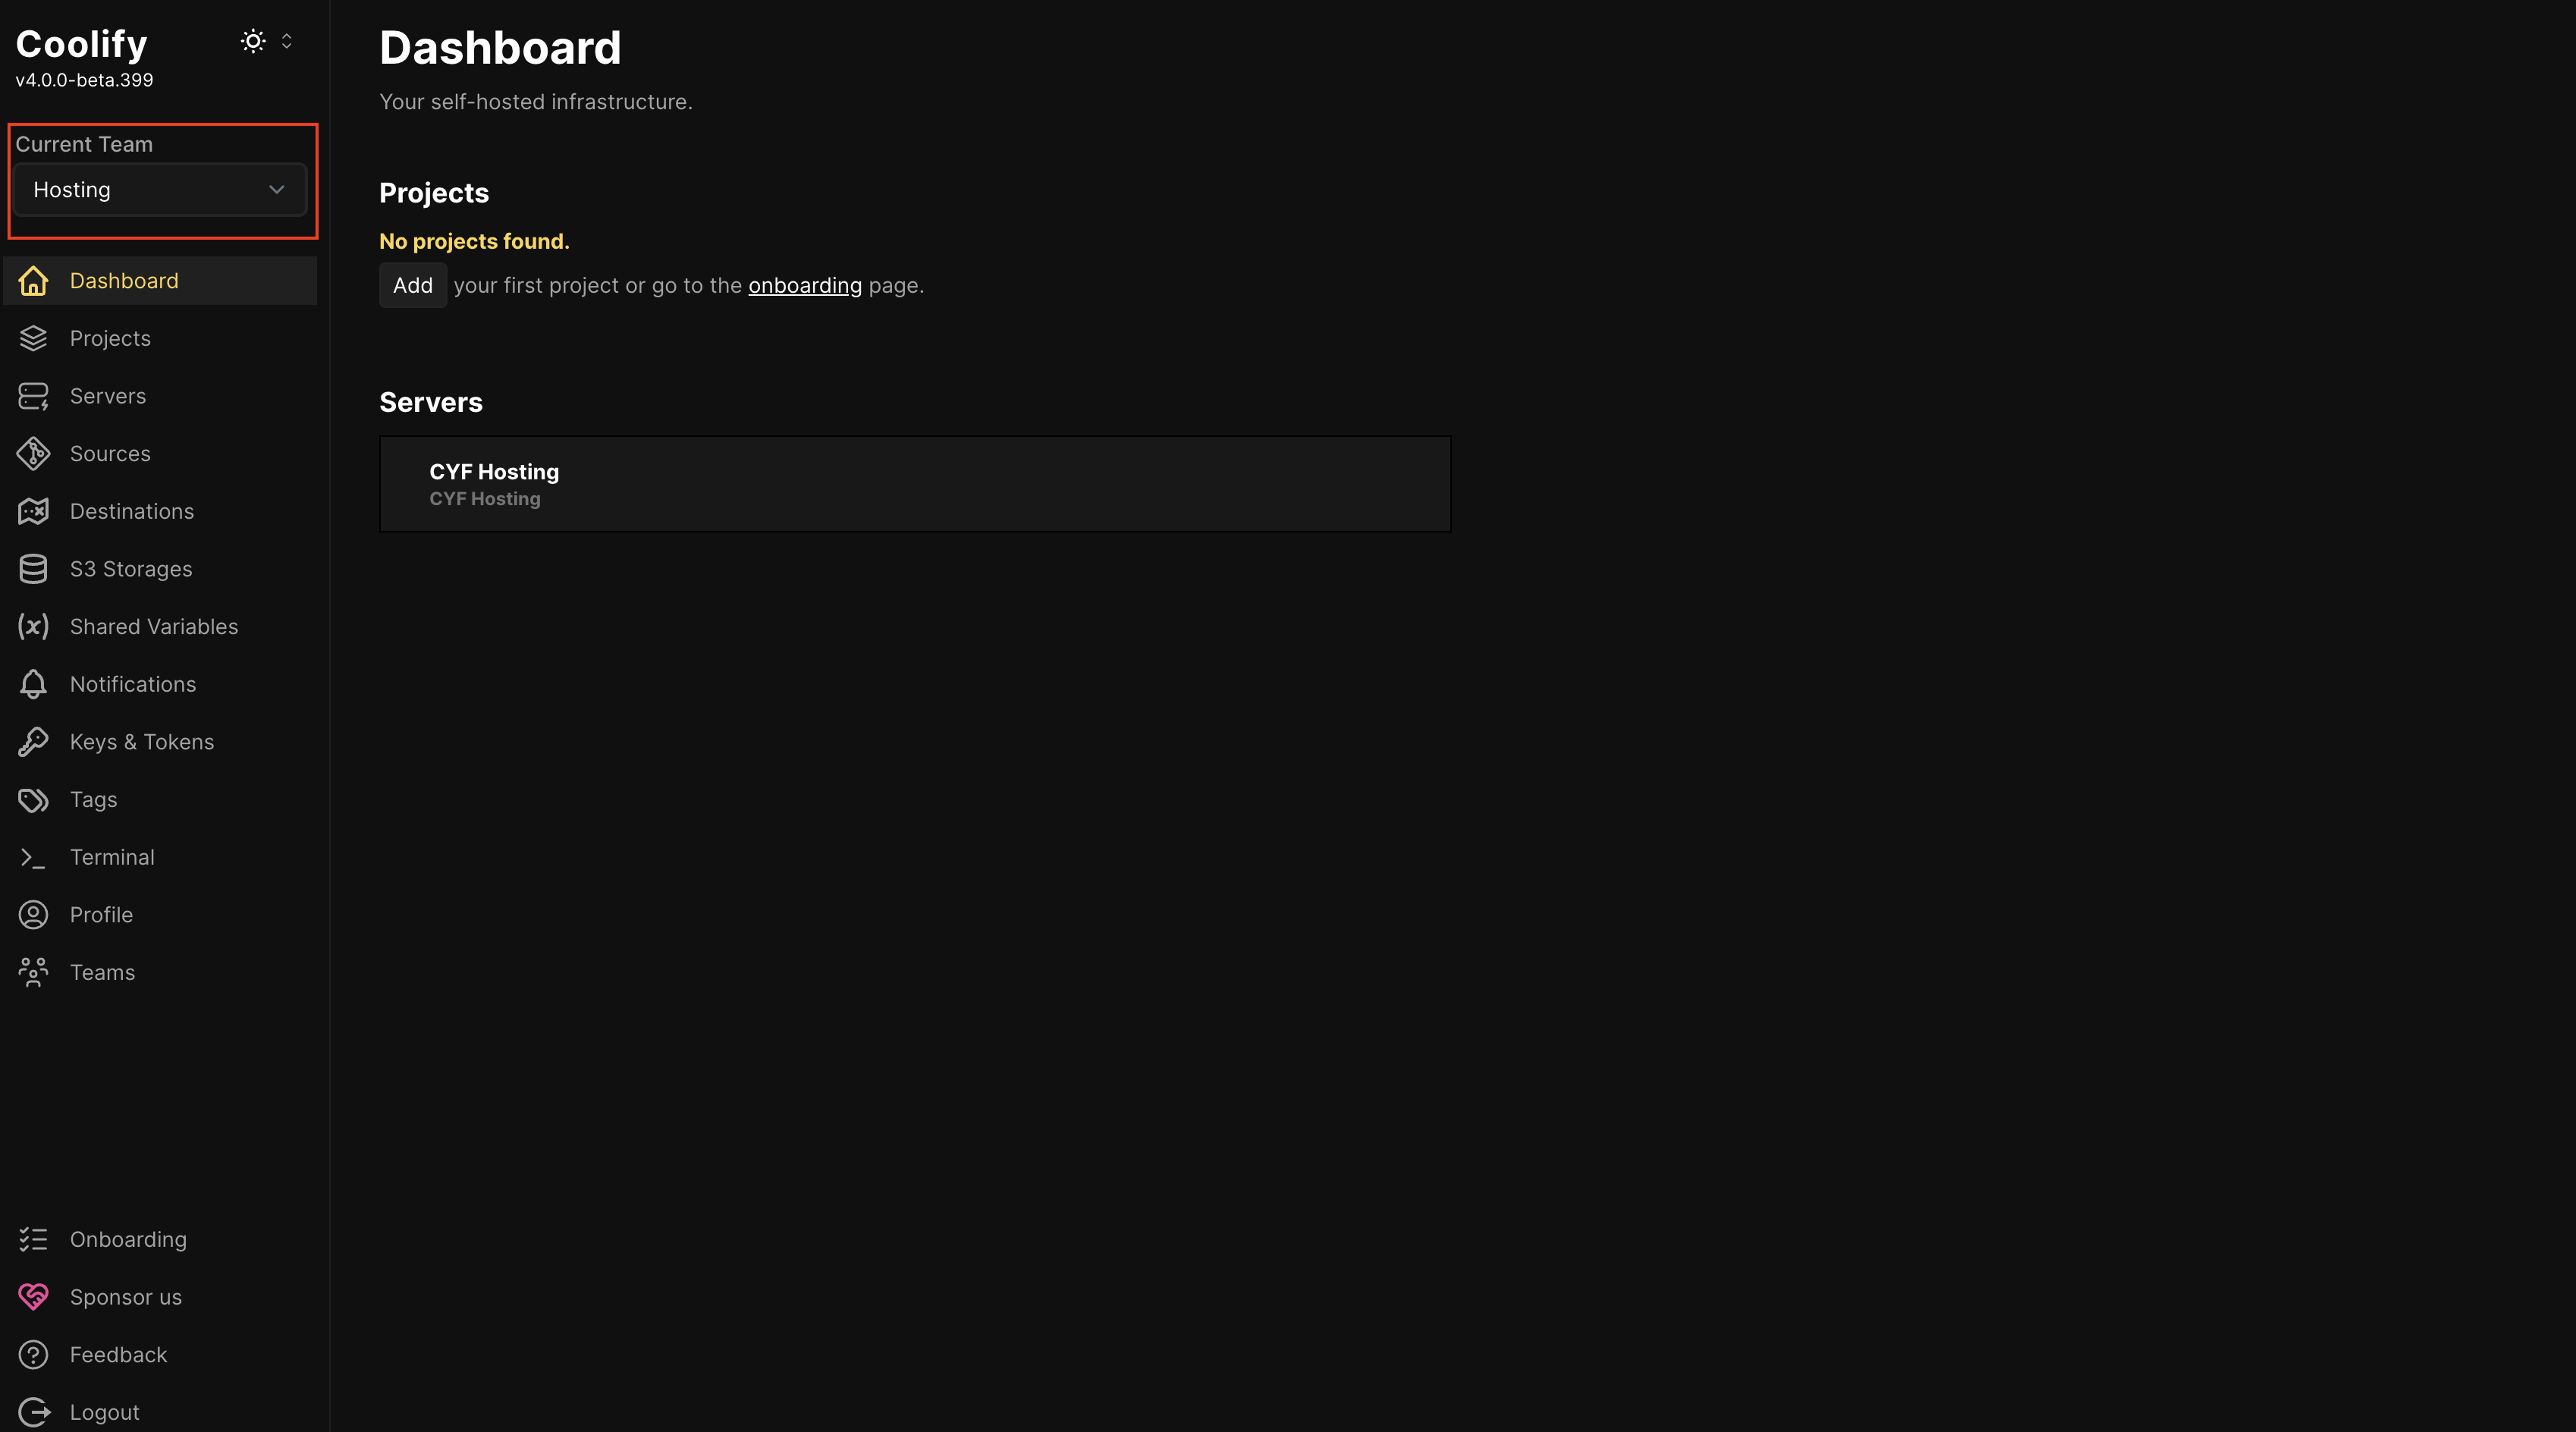 Coolify
v4.0.0-beta.399
Current Team
Hosting
Dashboard
Projects
Servers
Sources
Destinations
S3 Storages
Shared Variables
Notifications
Keys & Tokens
Tags
Terminal
Profile
Teams
Onboarding
Sponsor us
Feedback
Logout
Dashboard
Your self-hosted infrastructure.
Projects
No projects found.
Add your first project or go to the onboarding page.
Servers
CYF Hosting
CYF Hosting